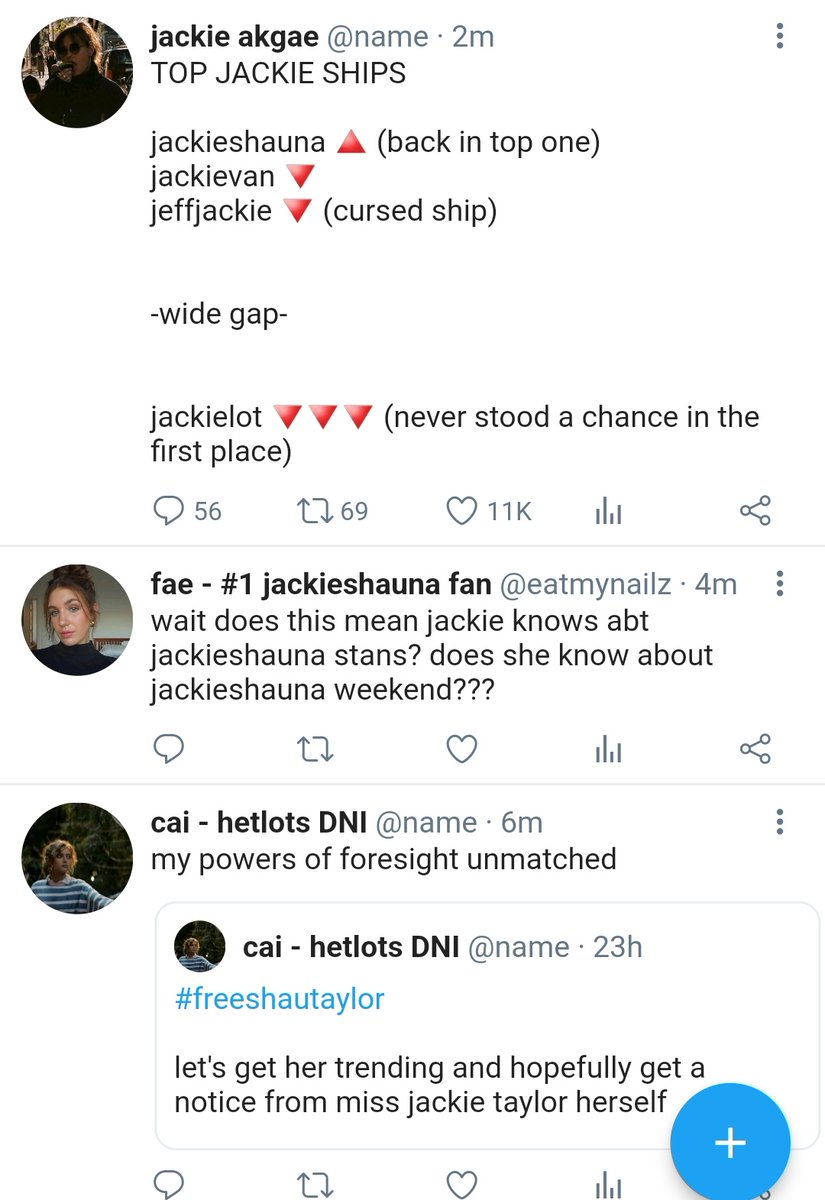 jackie akgae @name · 2m
TOP JACKIE SHIPS
jackieshauna 🔺 (back in top one)
jackievan 🔻
jeffjackie 🔻 (cursed ship)
-wide gap-
jackielot 🔻🔻🔻 (never stood a chance in the
first place)
56 69 11K
fae - #1 jackieshauna fan @eatmynailz · 4m
wait does this mean jackie knows abt
jackieshauna stans? does she know about
jackieshauna weekend???
cai - hetlots DNI @name · 6m
my powers of foresight unmatched
cai - hetlots DNI @name · 23h
#freeshautaylor
let's get her trending and hopefully get a
notice from miss jackie taylor herself